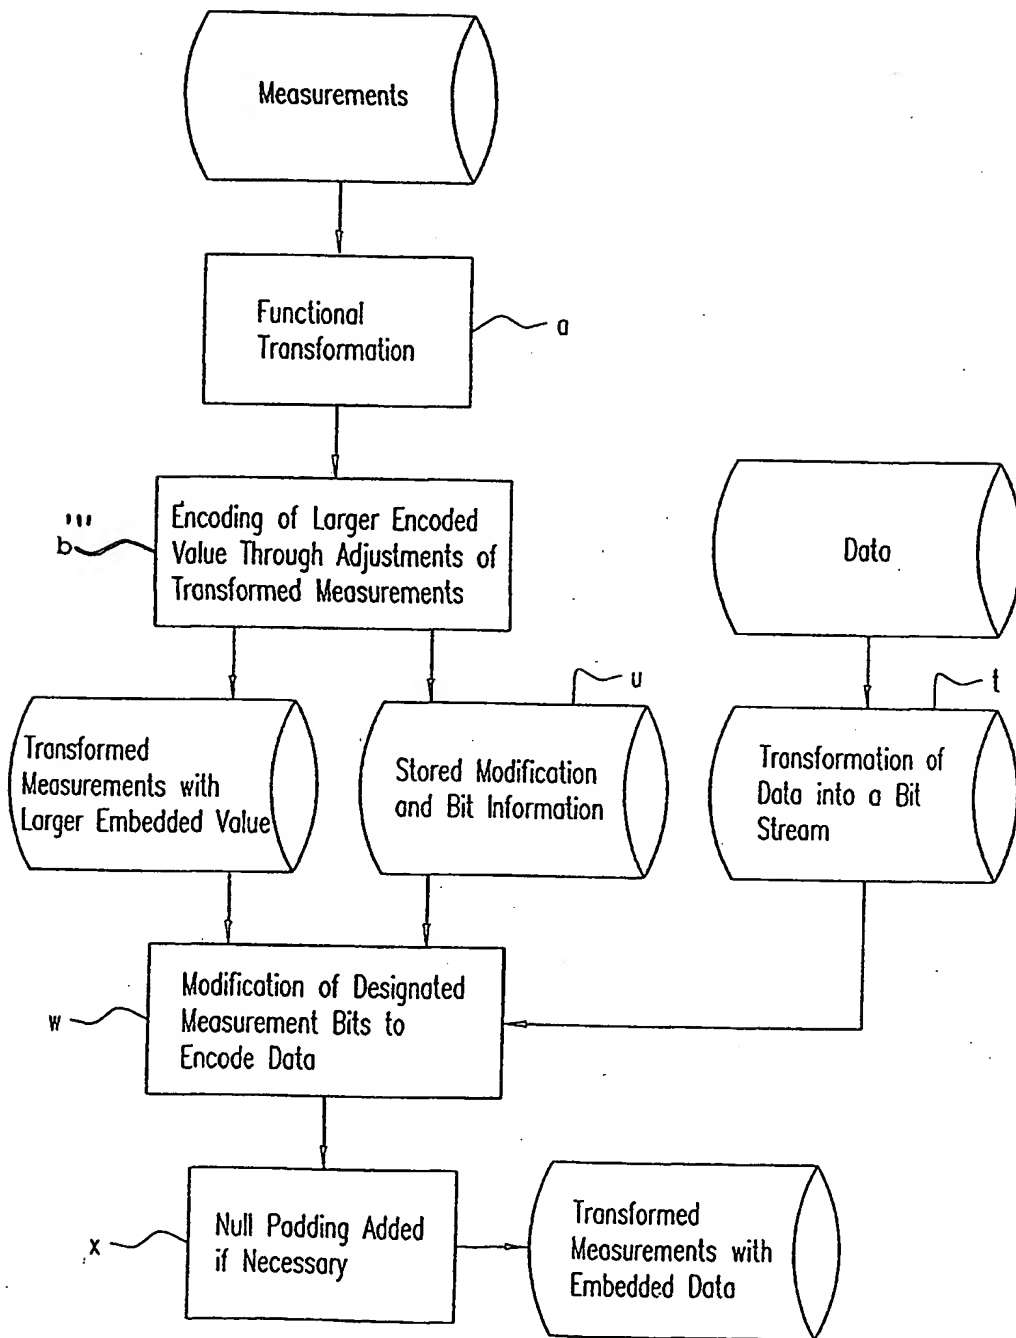 Measurements
Functional
Transformation
a
Encoding of Larger Encoded
Value Through Adjustments of
Transformed Measurements
b'''
Data
u
t
Transformed
Measurements with
Larger Embedded Value
Stored Modification
and Bit Information
Transformation of
Data into a Bit
Stream
Modification of Designated
Measurement Bits to
Encode Data
w
Null Padding Added
if Necessary
x
Transformed
Measurements with
Embedded Data